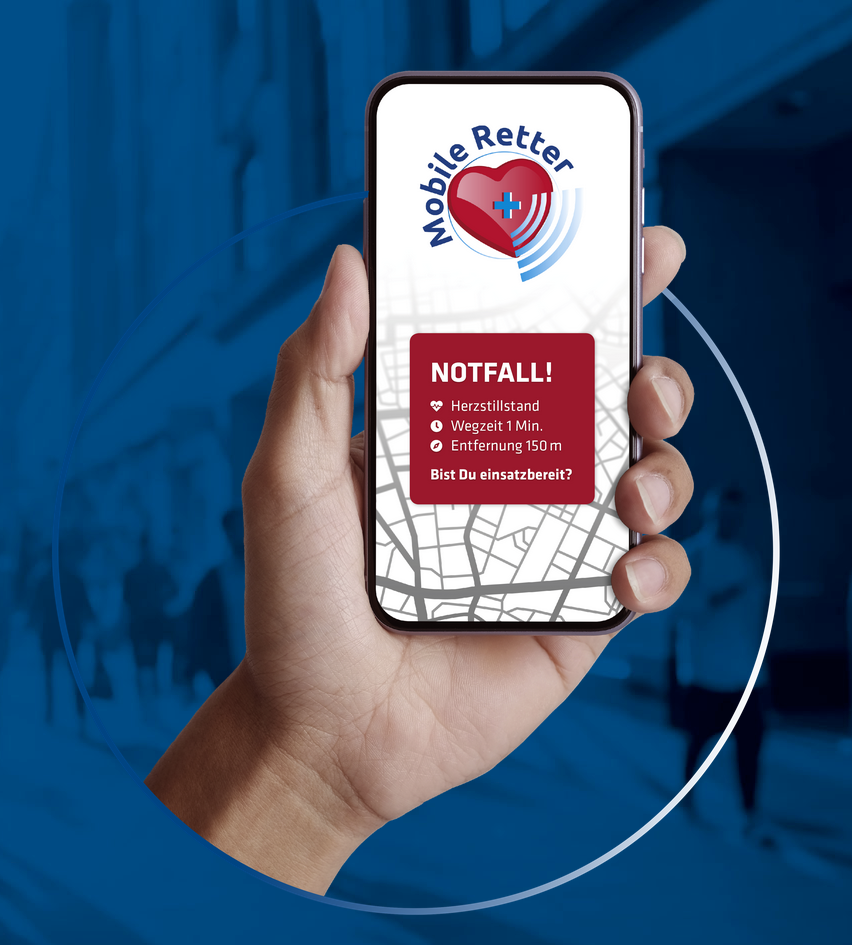 Mobile Retter
NOTFALL!
Herzstillstand
Wegzeit 1 Min.
Entfernung 150 m
Bist Du einsatzbereit?